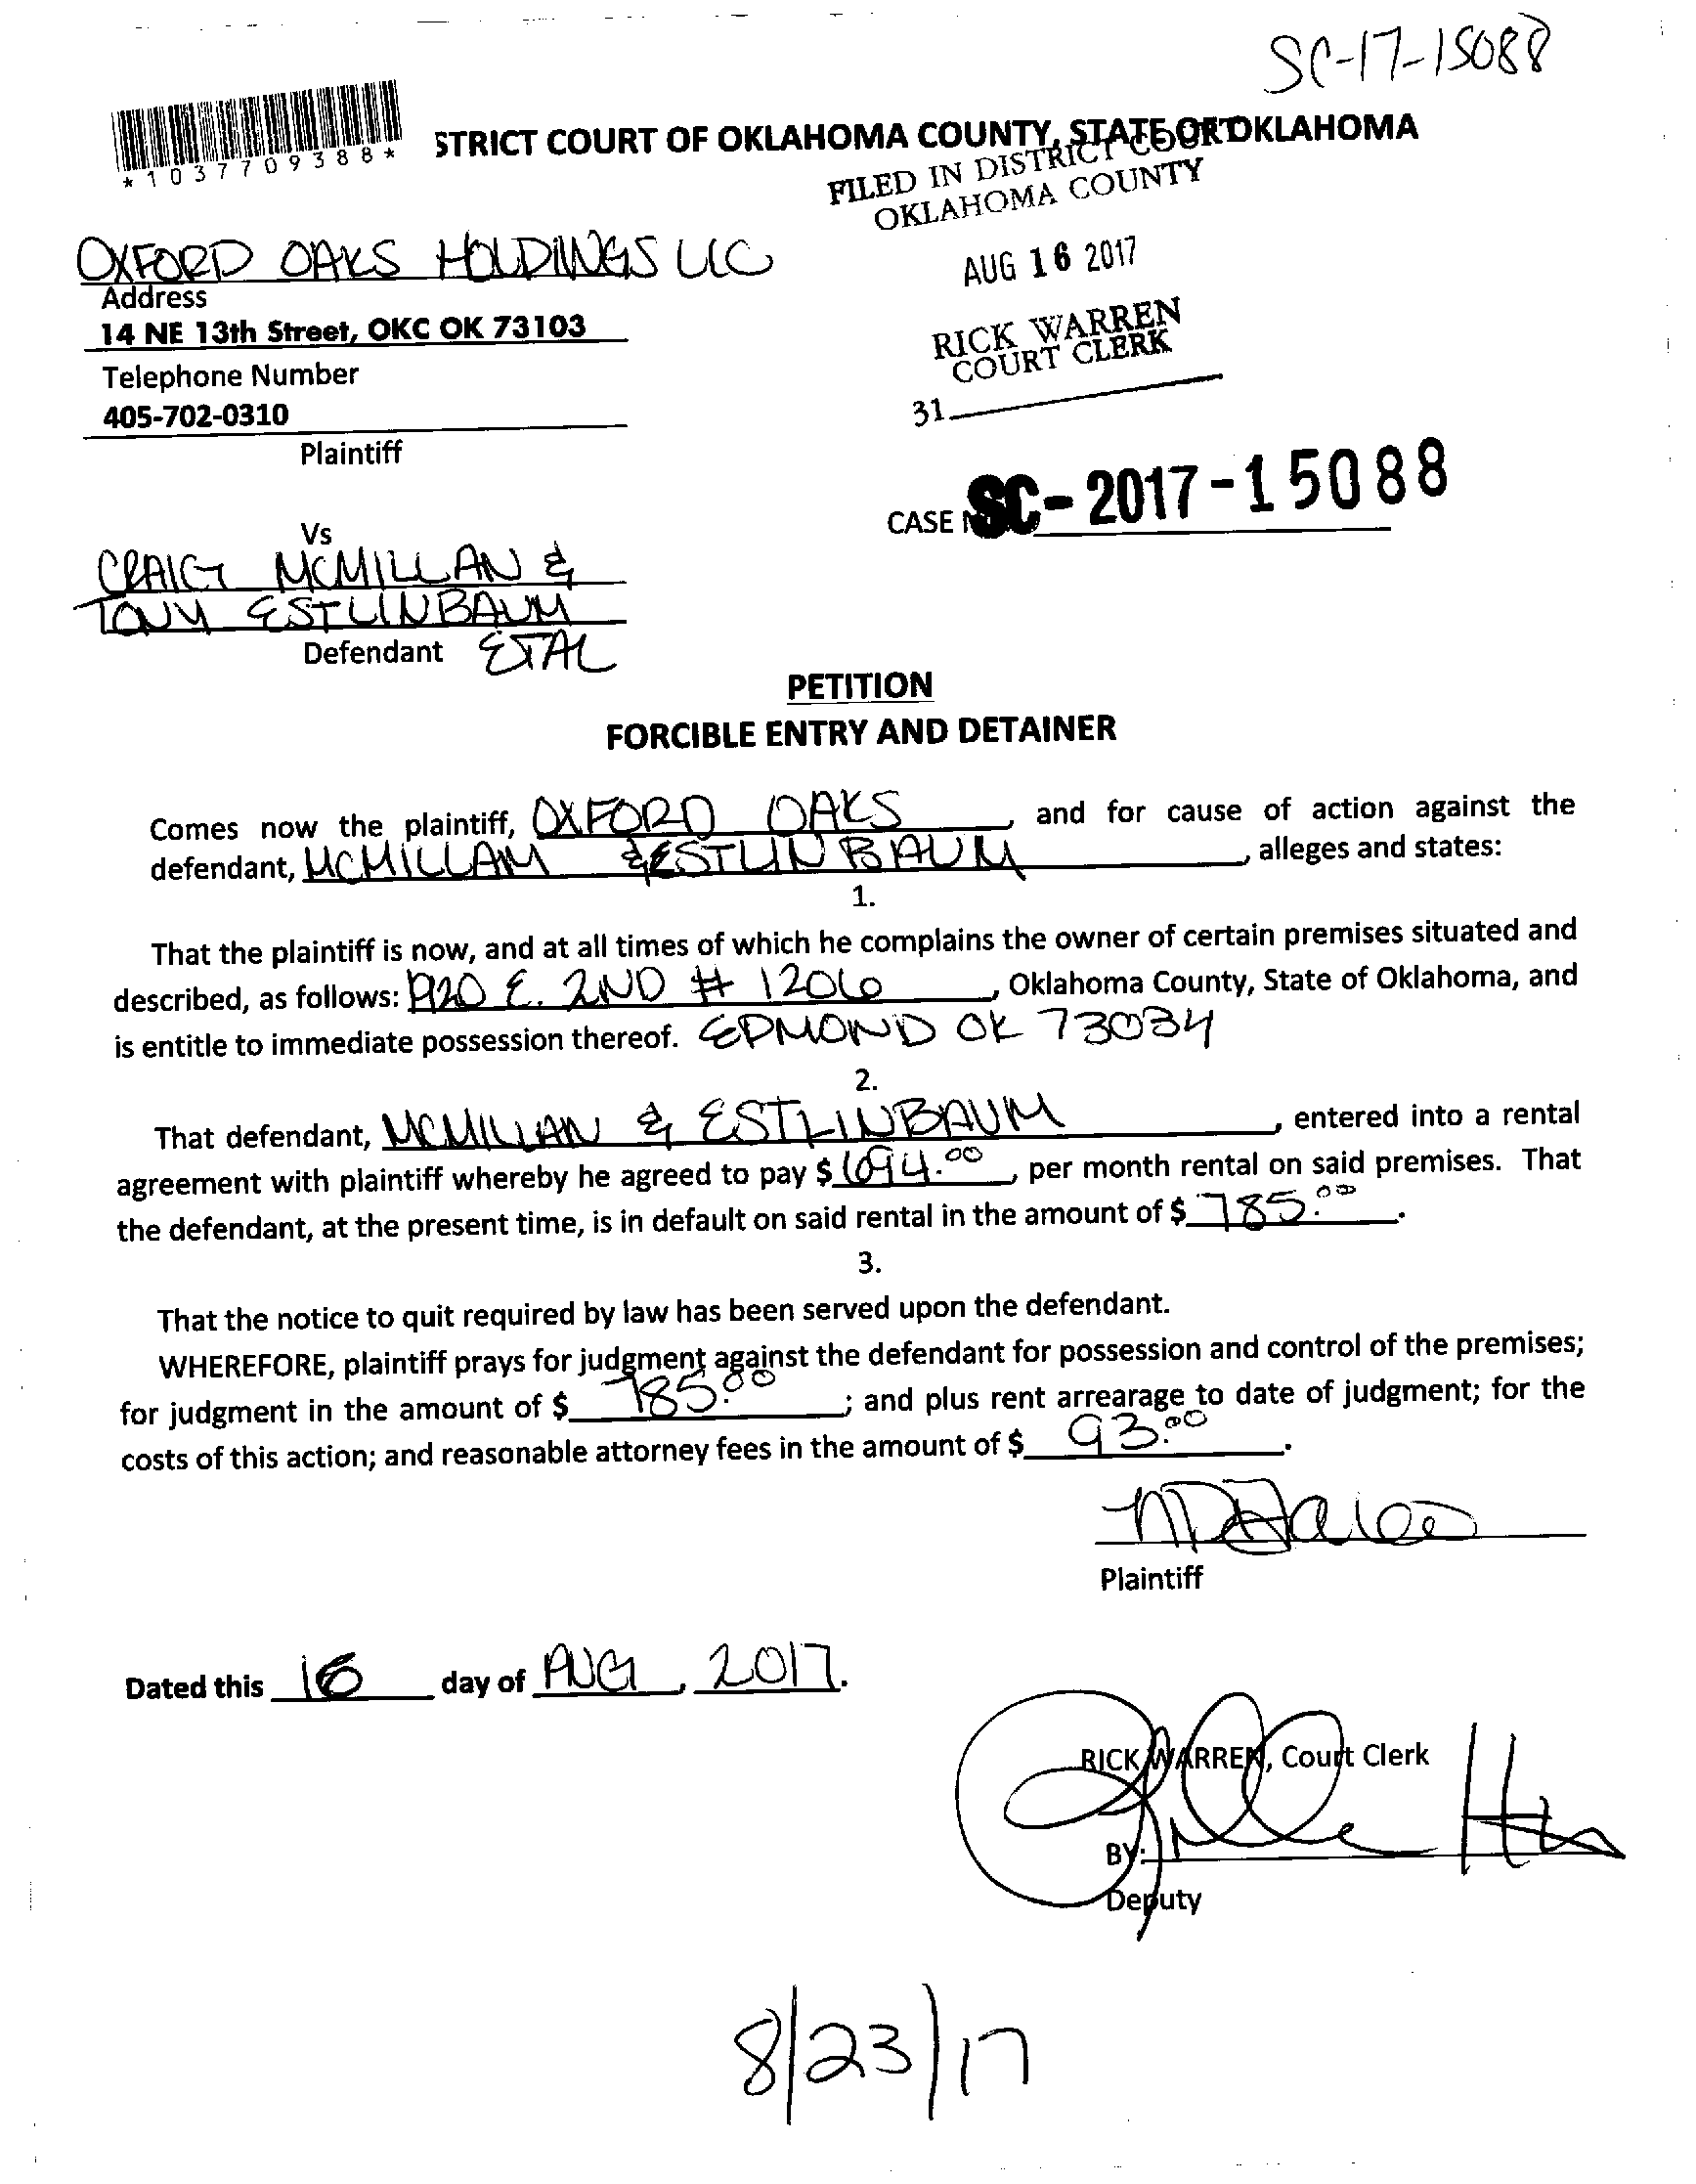 SC-17-15088
*1037709388*
STRICT COURT OF OKLAHOMA COUNTY, STATE OF OKLAHOMA
FILED IN DISTRICT COURT
OKLAHOMA COUNTY
AUG 16 2017
RICK WARREN
COURT CLERK
31
OXFORD OAKS HOLDINGS LLC
Address
14 NE 13th Street, OKC OK 73103
Telephone Number
405-702-0310
Plaintiff
CASE SC-2017-15088
Vs
CRAIG MCMILLAN &
TONY ESTLINBAUM
Defendant ETAL
PETITION
FORCIBLE ENTRY AND DETAINER
Comes now the plaintiff, OXFORD OAKS, and for cause of action against the
defendant, MCMILLAM & ESTLINBAUM, alleges and states:
1.
That the plaintiff is now, and at all times of which he complains the owner of certain premises situated and
described, as follows: 1920 E. 2ND # 1206, Oklahoma County, State of Oklahoma, and
is entitle to immediate possession thereof. EDMOND OK 73034
2.
That defendant, MCMILLAN & ESTLINBAUM, entered into a rental
agreement with plaintiff whereby he agreed to pay $ 1094.00, per month rental on said premises. That
the defendant, at the present time, is in default on said rental in the amount of $ 785.00.
3.
That the notice to quit required by law has been served upon the defendant.
WHEREFORE, plaintiff prays for judgment against the defendant for possession and control of the premises;
for judgment in the amount of $ 785.00; and plus rent arrearage to date of judgment; for the
costs of this action; and reasonable attorney fees in the amount of $ 93.00.
Plaintiff
Dated this 16 day of AUG, 2017.
RICK WARREN, Court Clerk
BY:
Deputy
8/23/17